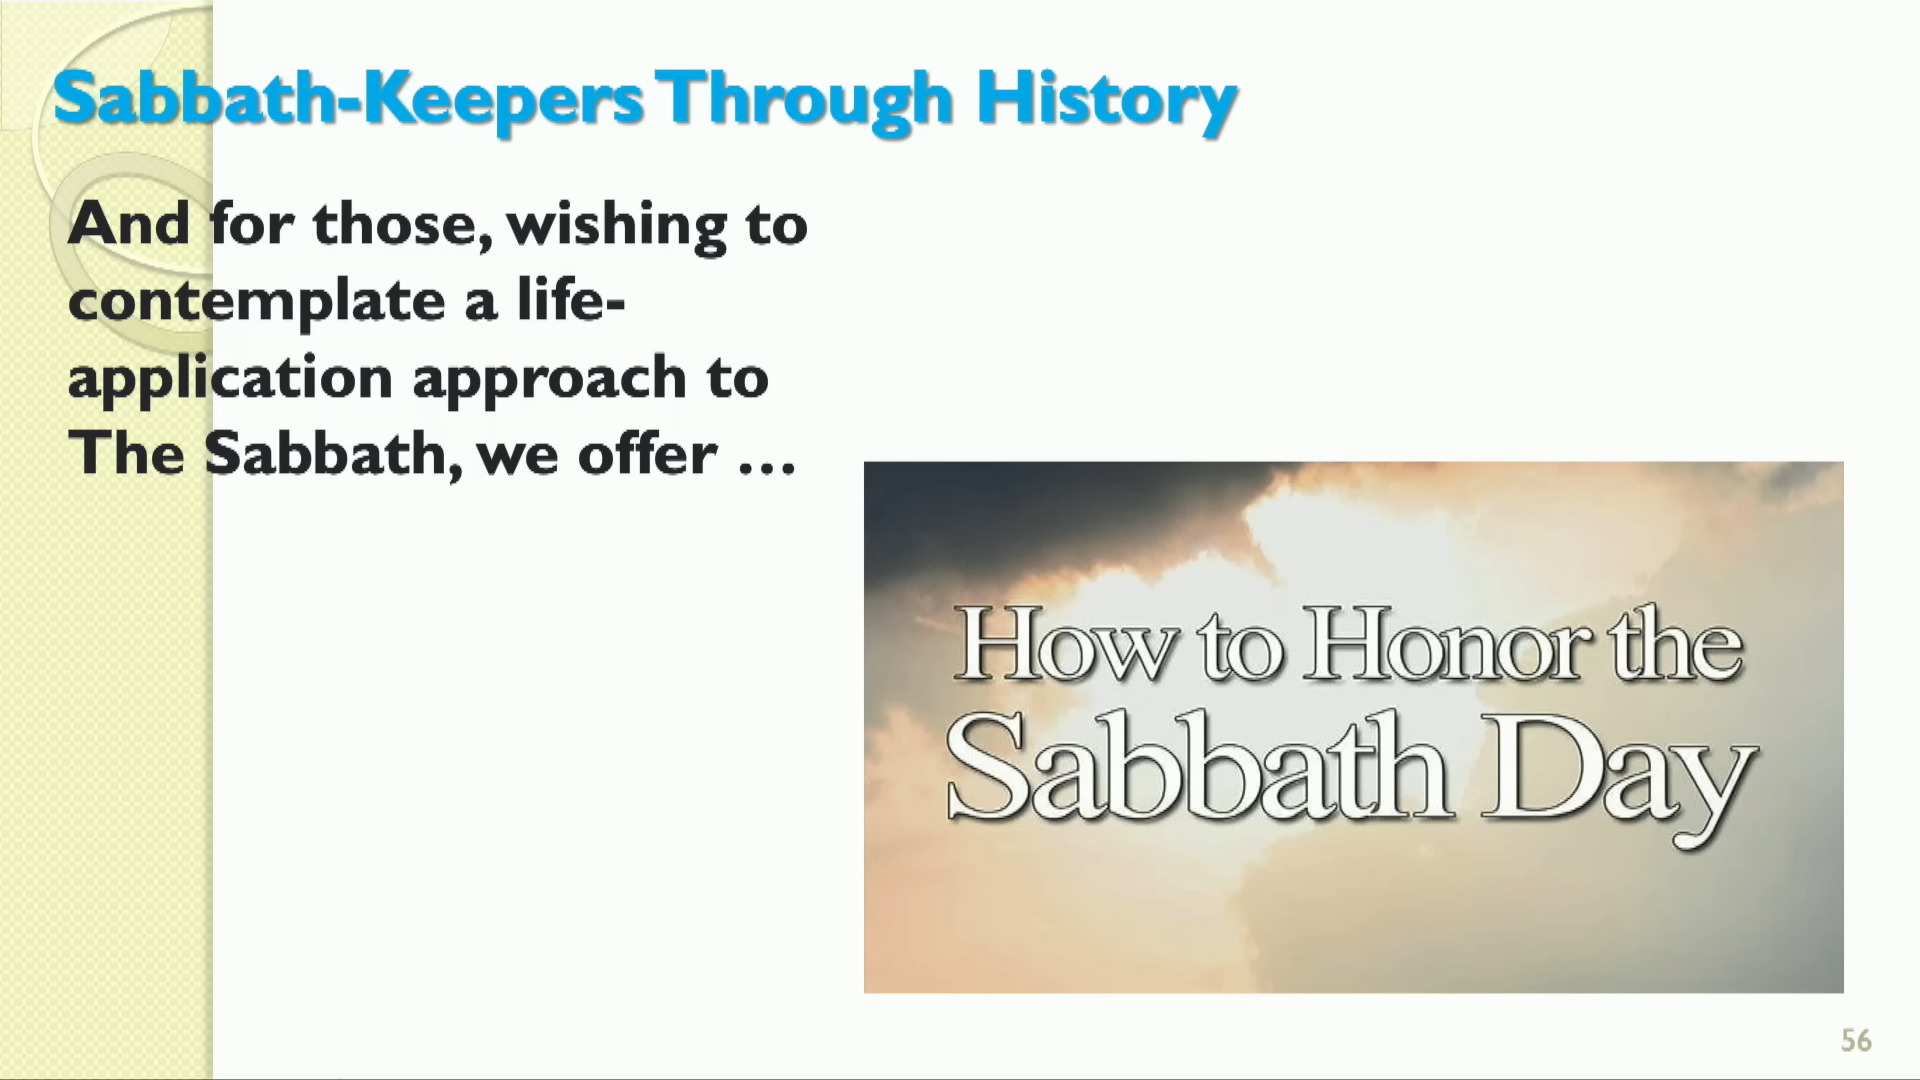 Sabbath-Keepers Through History
And for those, wishing to
contemplate a life-
application approach to
The Sabbath, we offer …
How to Honor the
Sabbath Day
56